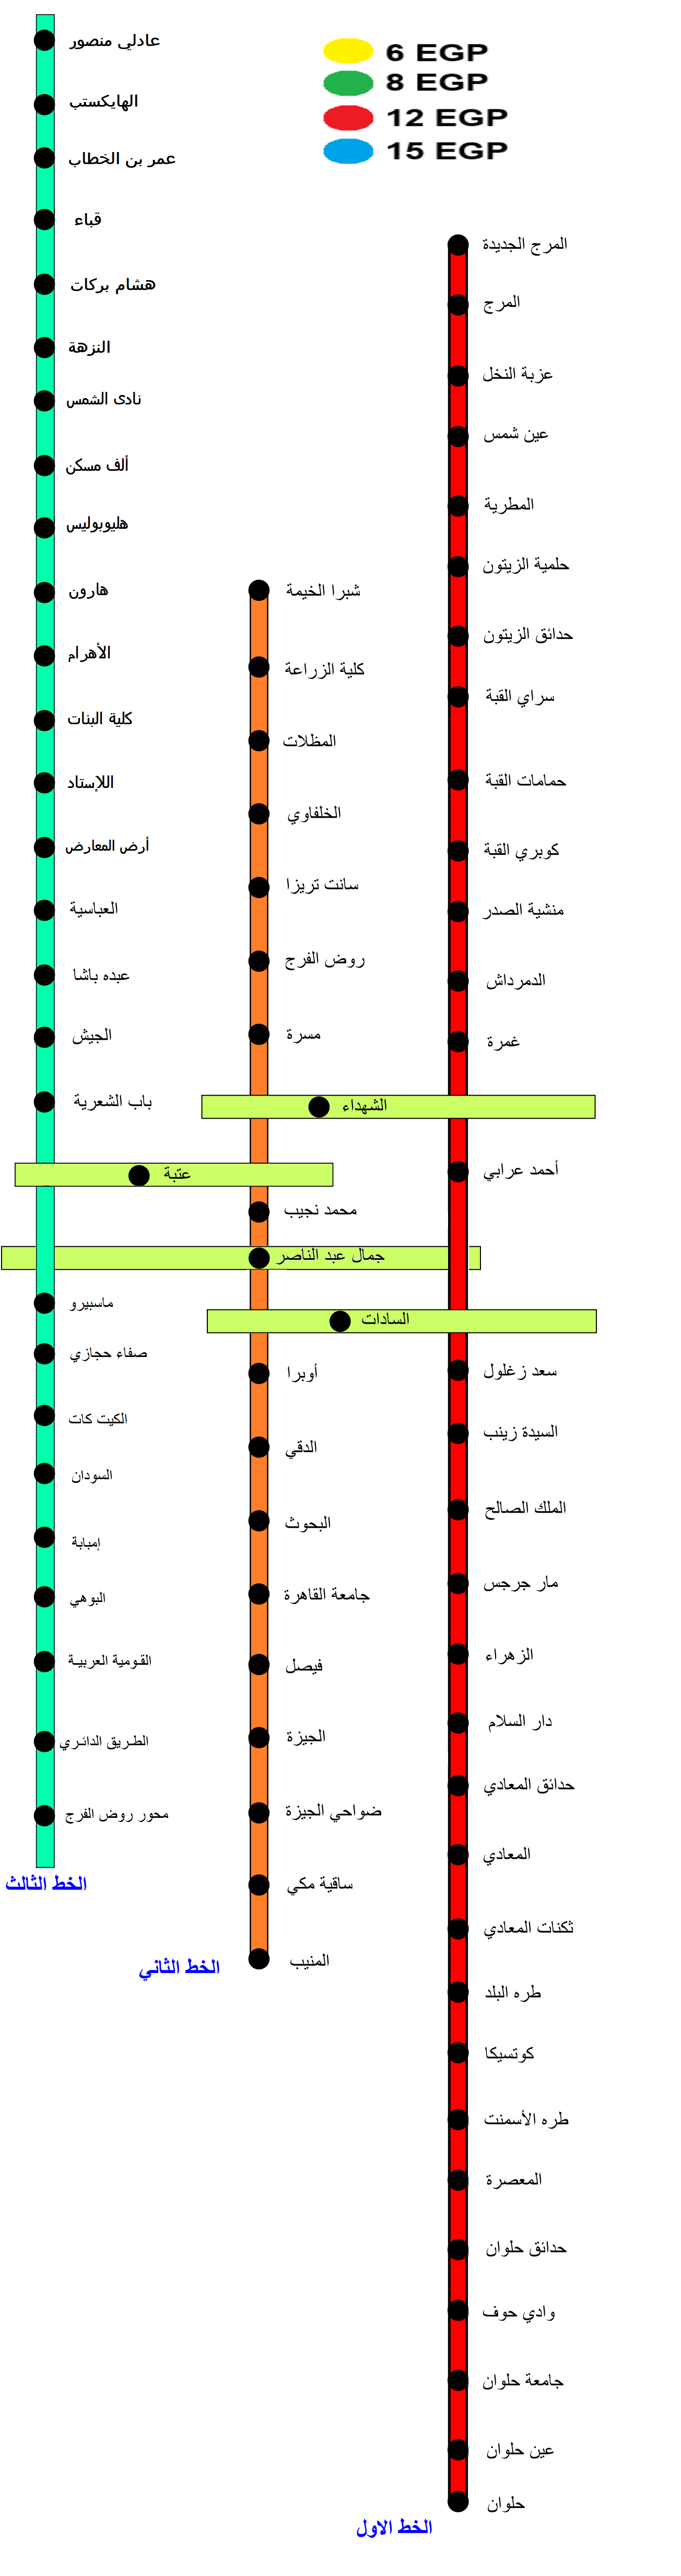 6 EGP
8 EGP
12 EGP
15 EGP
عادلي منصور
الهايكستب
عمر بن الخطاب
قباء
هشام بركات
النزهة
نادى الشمس
ألف مسكن
هليوبوليس
هارون
الأهرام
كلية البنات
اللإستاد
أرض المعارض
العباسية
عبده باشا
الجيش
باب الشعرية
عتبة
جمال عبد الناصر
ماسبيرو
صفاء حجازي
الكيت كات
السودان
إمبابة
البوهي
القومية العربية
الطريق الدائري
محور روض الفرج
الخط الثالث
شبرا الخيمة
كلية الزراعة
المظلات
الخلفاوي
سانت تريزا
روض الفرج
مسرة
الشهداء
محمد نجيب
السادات
أوبرا
الدقي
البحوث
جامعة القاهرة
فيصل
الجيزة
ضواحي الجيزة
ساقية مكي
المنيب
الخط الثاني
المرج الجديدة
المرج
عزبة النخل
عين شمس
المطرية
حلمية الزيتون
حدائق الزيتون
سراي القبة
حمامات القبة
كوبري القبة
منشية الصدر
الدمرداش
غمرة
أحمد عرابي
سعد زغلول
السيدة زينب
الملك الصالح
مار جرجس
الزهراء
دار السلام
حدائق المعادي
المعادي
ثكنات المعادي
طره البلد
كوتسيكا
طره الأسمنت
المعصرة
حدائق حلوان
وادي حوف
جامعة حلوان
عين حلوان
حلوان
الخط الاول